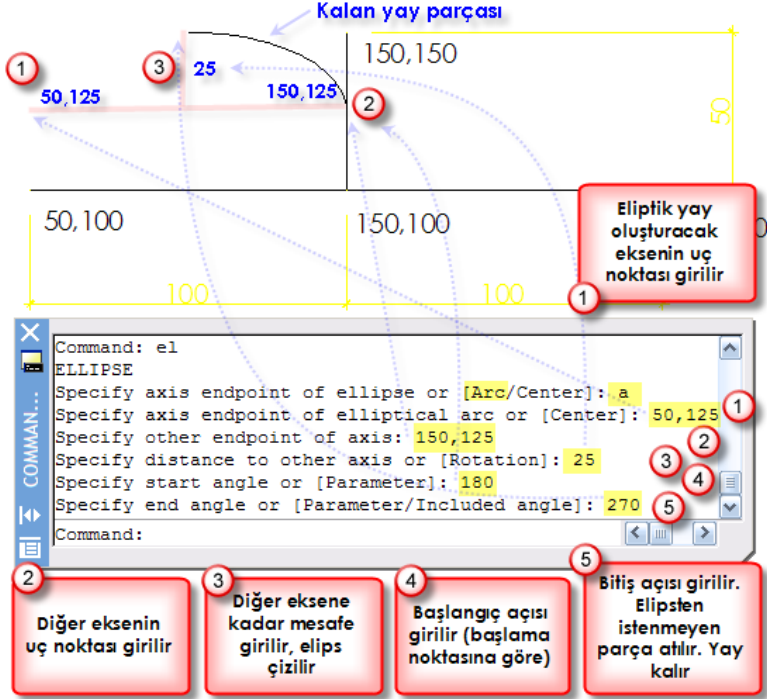 Kalan yay parçası
1
3
25
150,150
50,125
150,125
2
50
50,100
150,100
0
Eliptik yay
oluşturacak
eksenin uç
noktası girilir
1
100
100
COMMAN...
Command: el
ELLIPSE
Specify axis endpoint of ellipse or [Arc/Center]: a
Specify axis endpoint of elliptical arc or [Center]: 50,125
1
Specify other endpoint of axis: 150,125
2
Specify distance to other axis or [Rotation]: 25
3
Specify start angle or [Parameter]: 180
4
Specify end angle or [Parameter/Included angle]: 270
5
Command:
2
Diğer eksenin
uç noktası girilir
3
Diğer eksene
kadar mesafe
girilir, elips
çizilir
4
Başlangıç açısı
girilir (başlama
noktasına göre)
5
Bitiş açısı girilir.
Elipsten
istenmeyen
parça atılır. Yay
kalır